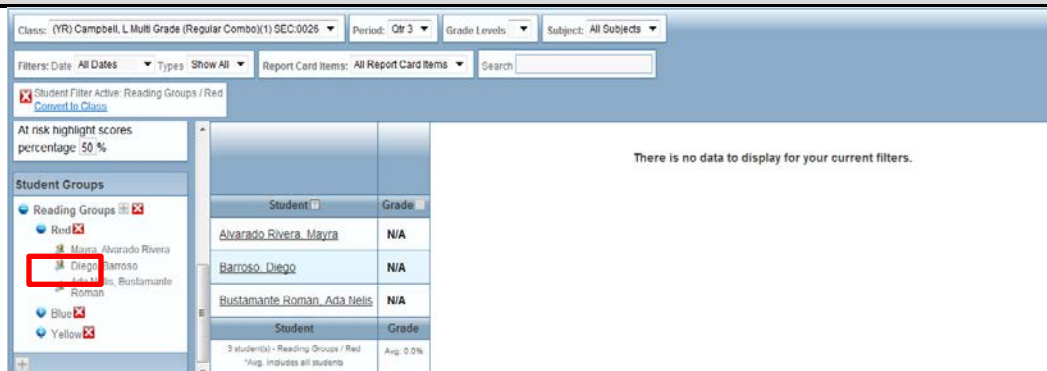 Class: (YR) Campbell, L Multi Grade (Regular Combo)(1) SEC:0026 Period: Qtr 3 Grade Levels Subject: All Subjects
Filters: Date All Dates Types Show All Report Card Items: All Report Card Items Search
Student Filter Active: Reading Groups / Red
Convert to Class
At risk highlight scores
percentage 50 %
There is no data to display for your current filters.
Student Groups
Reading Groups
Red
Mayra, Alvarado Rivera
Diego, Barroso
Ada Nelis, Bustamante
Roman
Blue
Yellow
Student Grade
Alvarado Rivera, Mayra N/A
Barroso, Diego N/A
Bustamante Roman, Ada Nelis N/A
Student Grade
3 student(s) - Reading Groups / Red Avg: 0.0%
*Avg. includes all students